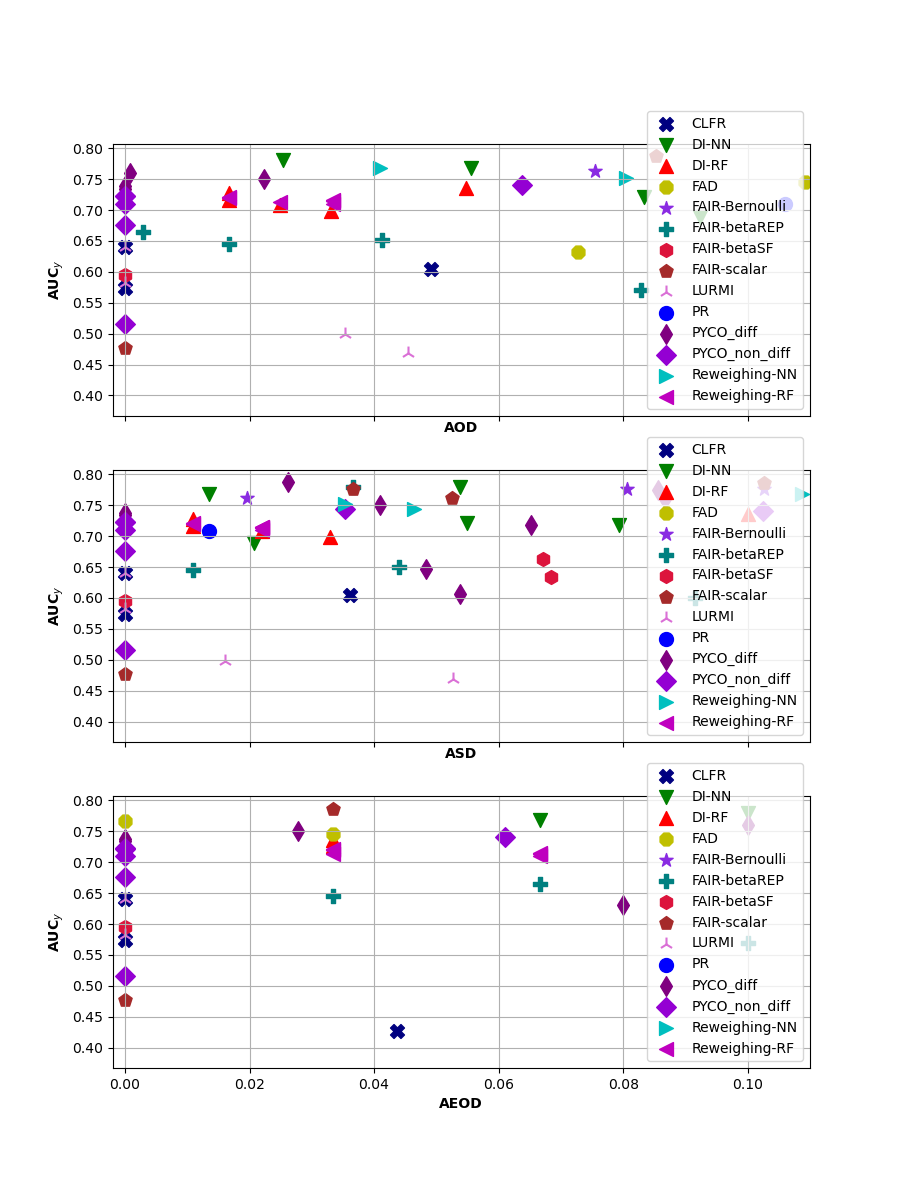 0.80
0.75
0.70
0.65
0.60
0.55
0.50
0.45
0.40
AUCy
AOD
CLFR
DI-NN
DI-RF
FAD
FAIR-Bernoulli
FAIR-betaREP
FAIR-betaSF
FAIR-scalar
LURMI
PR
PYCO_diff
PYCO_non_diff
Reweighing-NN
Reweighing-RF
0.80
0.75
0.70
0.65
0.60
0.55
0.50
0.45
0.40
AUCy
ASD
CLFR
DI-NN
DI-RF
FAD
FAIR-Bernoulli
FAIR-betaREP
FAIR-betaSF
FAIR-scalar
LURMI
PR
PYCO_diff
PYCO_non_diff
Reweighing-NN
Reweighing-RF
0.80
0.75
0.70
0.65
0.60
0.55
0.50
0.45
0.40
AUCy
CLFR
DI-NN
DI-RF
FAD
FAIR-Bernoulli
FAIR-betaREP
FAIR-betaSF
FAIR-scalar
LURMI
PR
PYCO_diff
PYCO_non_diff
Reweighing-NN
Reweighing-RF
0.00 0.02 0.04 0.06 0.08 0.10
AEOD